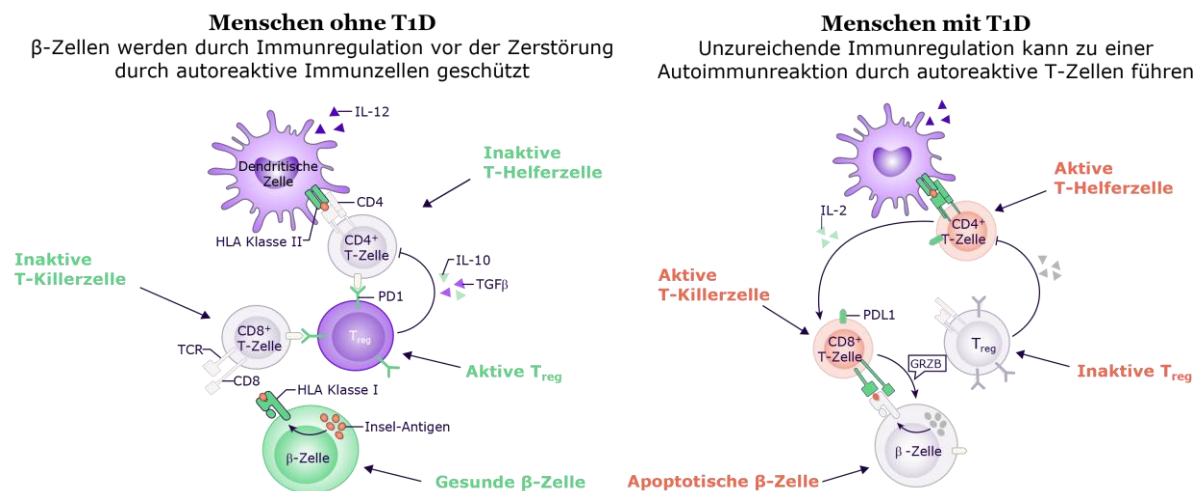 Menschen ohne T1D
β-Zellen werden durch Immunregulation vor der Zerstörung
durch autoreaktive Immunzellen geschützt
IL-12
Dendritische
Zelle
Inaktive
T-Helferzelle
CD4
HLA Klasse II
CD4⁺
T-Zelle
Inaktive
T-Killerzelle
IL-10
TGFβ
PD1
CD8⁺
T-Zelle
Treg
TCR
CD8
Aktive Treg
HLA Klasse I
Insel-Antigen
β-Zelle
Gesunde β-Zelle
Menschen mit T1D
Unzureichende Immunregulation kann zu einer
Autoimmunreaktion durch autoreaktive T-Zellen führen
Aktive
T-Helferzelle
IL-2
CD4⁺
T-Zelle
Aktive
T-Killerzelle
PDL1
CD8⁺
T-Zelle
GRZB
Treg
Inaktive Treg
β -Zelle
Apoptotische β-Zelle